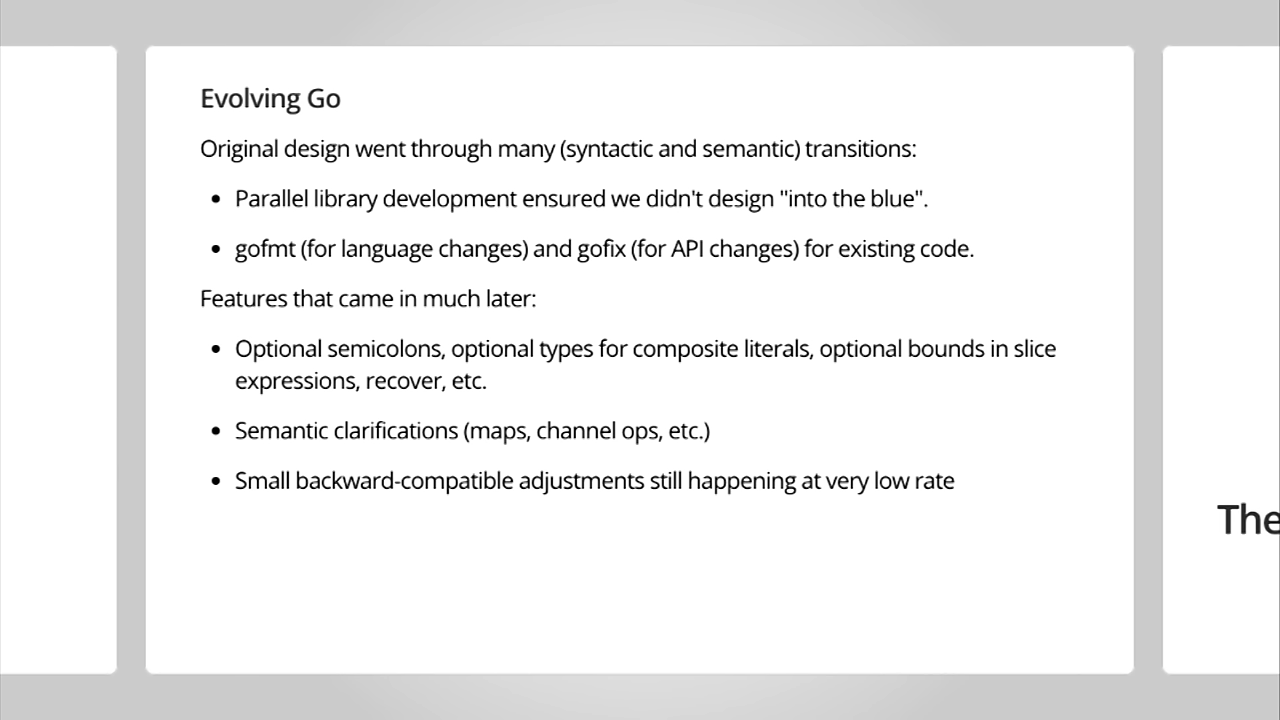 Evolving Go
Original design went through many (syntactic and semantic) transitions:
• Parallel library development ensured we didn't design "into the blue".
• gofmt (for language changes) and gofix (for API changes) for existing code.
Features that came in much later:
• Optional semicolons, optional types for composite literals, optional bounds in slice
expressions, recover, etc.
• Semantic clarifications (maps, channel ops, etc.)
• Small backward-compatible adjustments still happening at very low rate
The